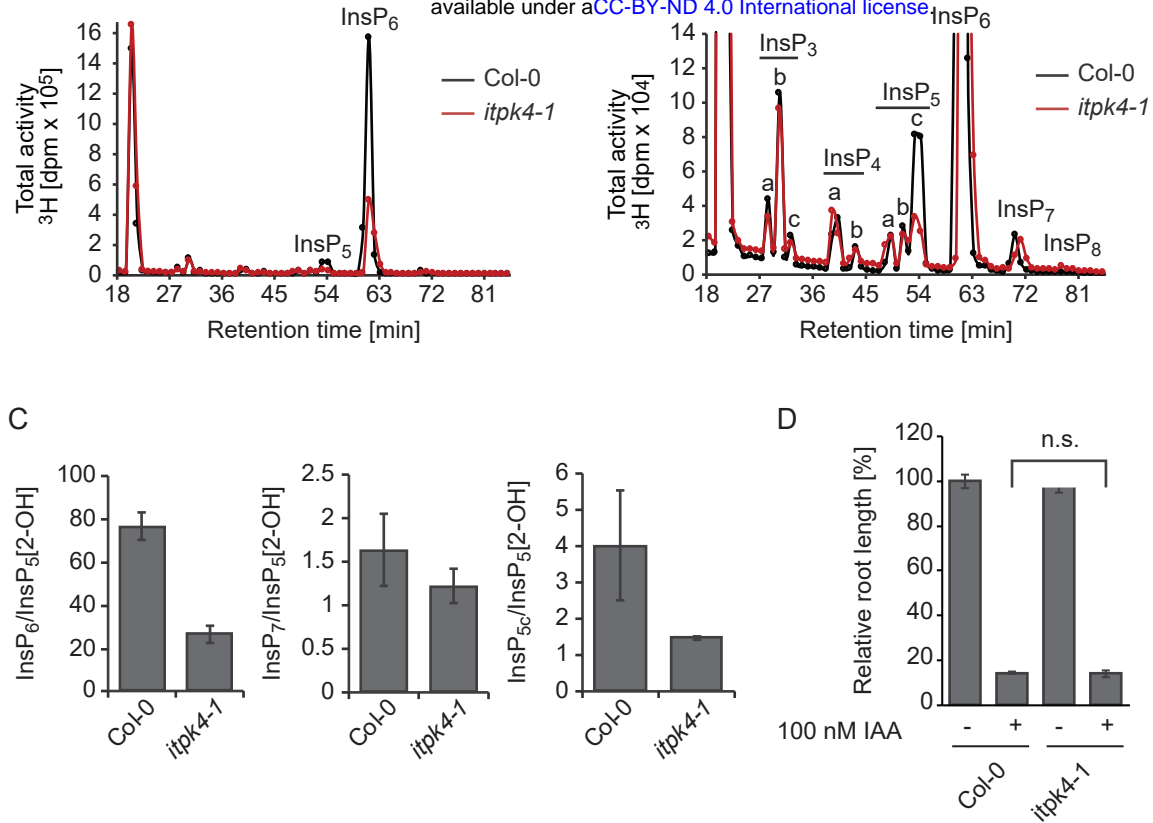 available under aCC-BY-ND 4.0 International license.
InsP6
Col-0
itpk4-1
16
14
12
10
8
6
4
2
0
Total activity
3H [dpm x 10^5]
InsP5
18 27 36 45 54 63 72 81
Retention time [min]
InsP6
Col-0
itpk4-1
14
12
10
8
6
4
2
0
Total activity
3H [dpm x 10^4]
InsP3
a b c
InsP4
a b
InsP5
a b c
InsP7
InsP8
18 27 36 45 54 63 72 81
Retention time [min]
C
InsP6/InsP5[2-OH]
100
80
60
40
20
0
Col-0 itpk4-1
InsP7/InsP5[2-OH]
2.5
2
1.5
1
0.5
0
Col-0 itpk4-1
InsP5c/InsP5[2-OH]
6
5
4
3
2
1
0
Col-0 itpk4-1
D
Relative root length [%]
120
100
80
60
40
20
0
n.s.
100 nM IAA - + - +
Col-0 itpk4-1